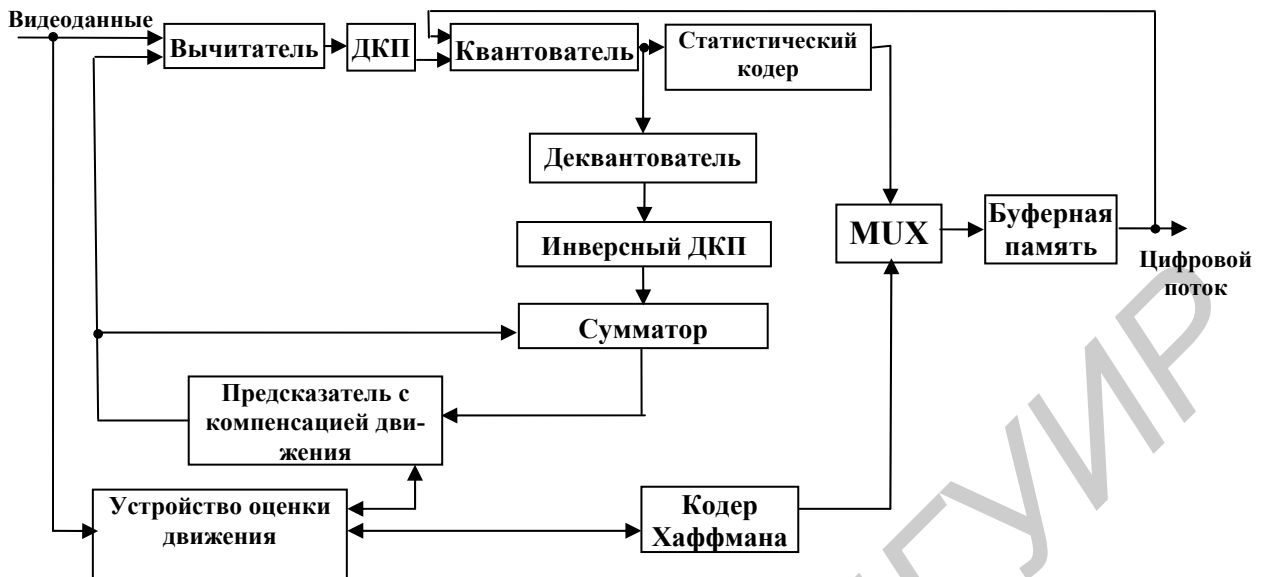 Видеоданные
Вычитатель
ДКП
Квантователь
Статистический
кодер
Деквантователь
Инверсный ДКП
Сумматор
MUX
Буферная
память
Цифровой
поток
Предсказатель с
компенсацией дви-
жения
Устройство оценки
движения
Кодер
Хаффмана
ГУИР